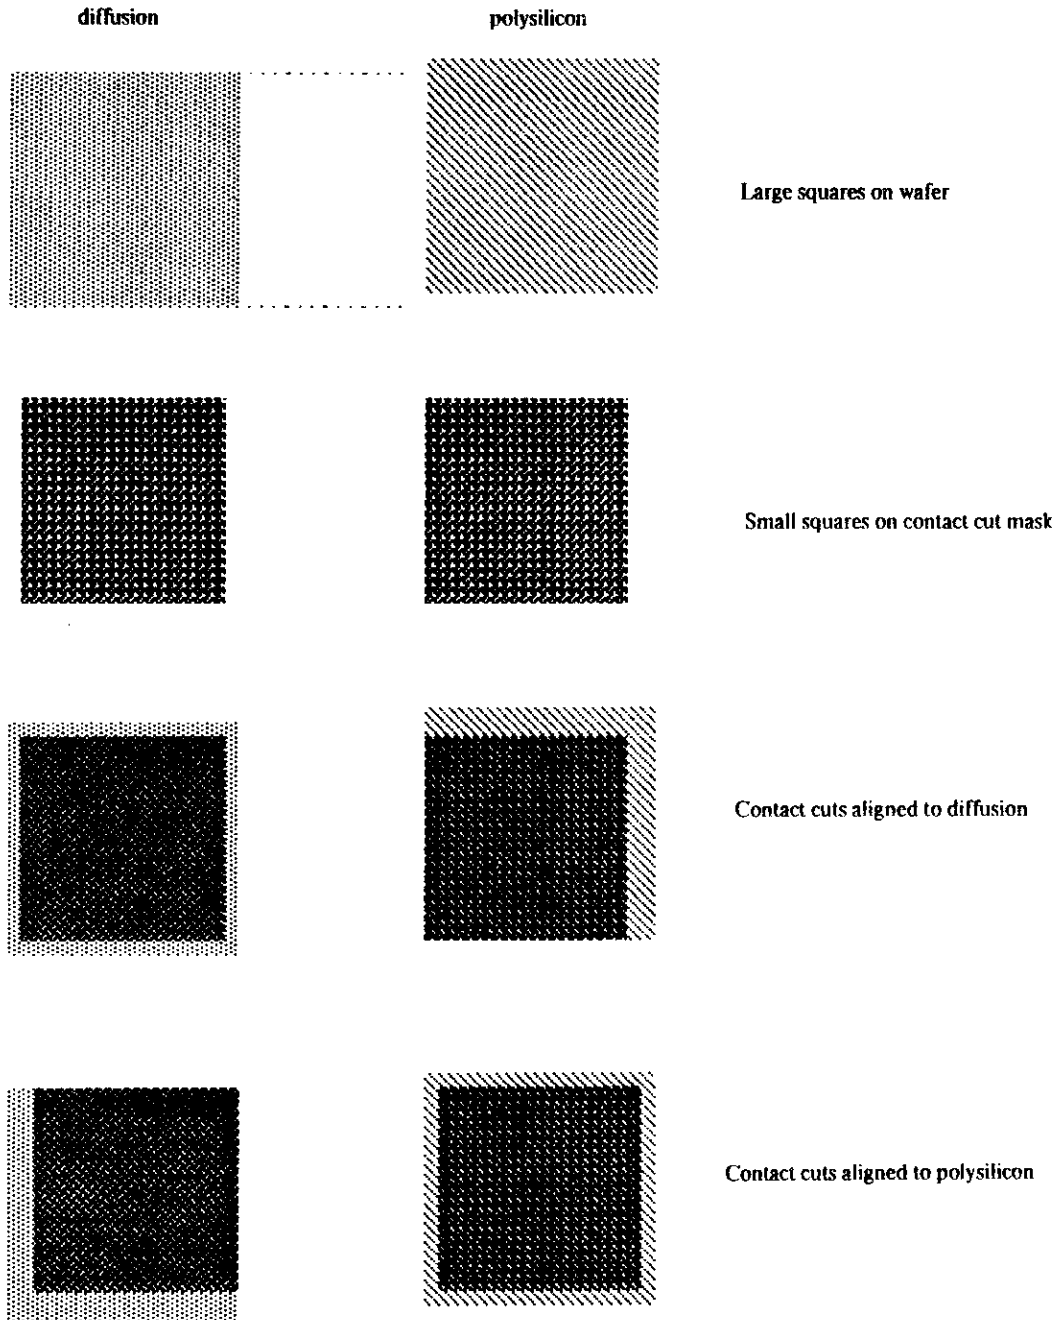 diffusion
polysilicon
Large squares on wafer
Small squares on contact cut mask
Contact cuts aligned to diffusion
Contact cuts aligned to polysilicon